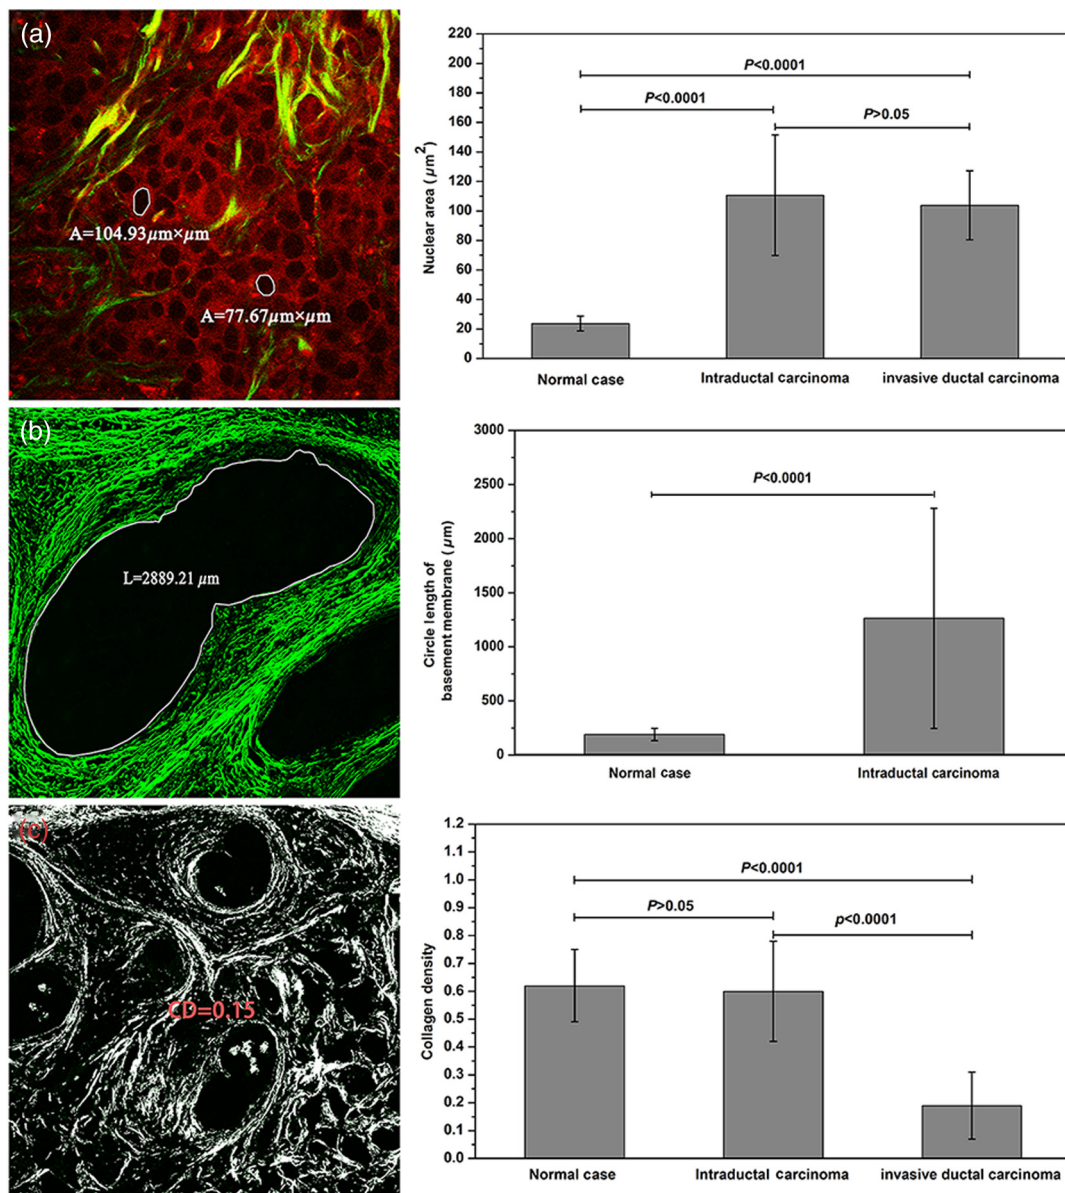 (a)
A=104.93μm×μm
A=77.67μm×μm
Nuclear area (μm²)
220
200
180
160
140
120
100
80
60
40
20
0
P<0.0001
P<0.0001
P>0.05
Normal case
Intraductal carcinoma
invasive ductal carcinoma
(b)
L=2889.21 μm
Circle length of
basement membrane (μm)
3000
2500
2000
1500
1000
500
0
P<0.0001
Normal case
Intraductal carcinoma
(c)
CD=0.15
Collagen density
1.2
1.1
1.0
0.9
0.8
0.7
0.6
0.5
0.4
0.3
0.2
0.1
0.0
P<0.0001
P>0.05
p<0.0001
Normal case
Intraductal carcinoma
invasive ductal carcinoma